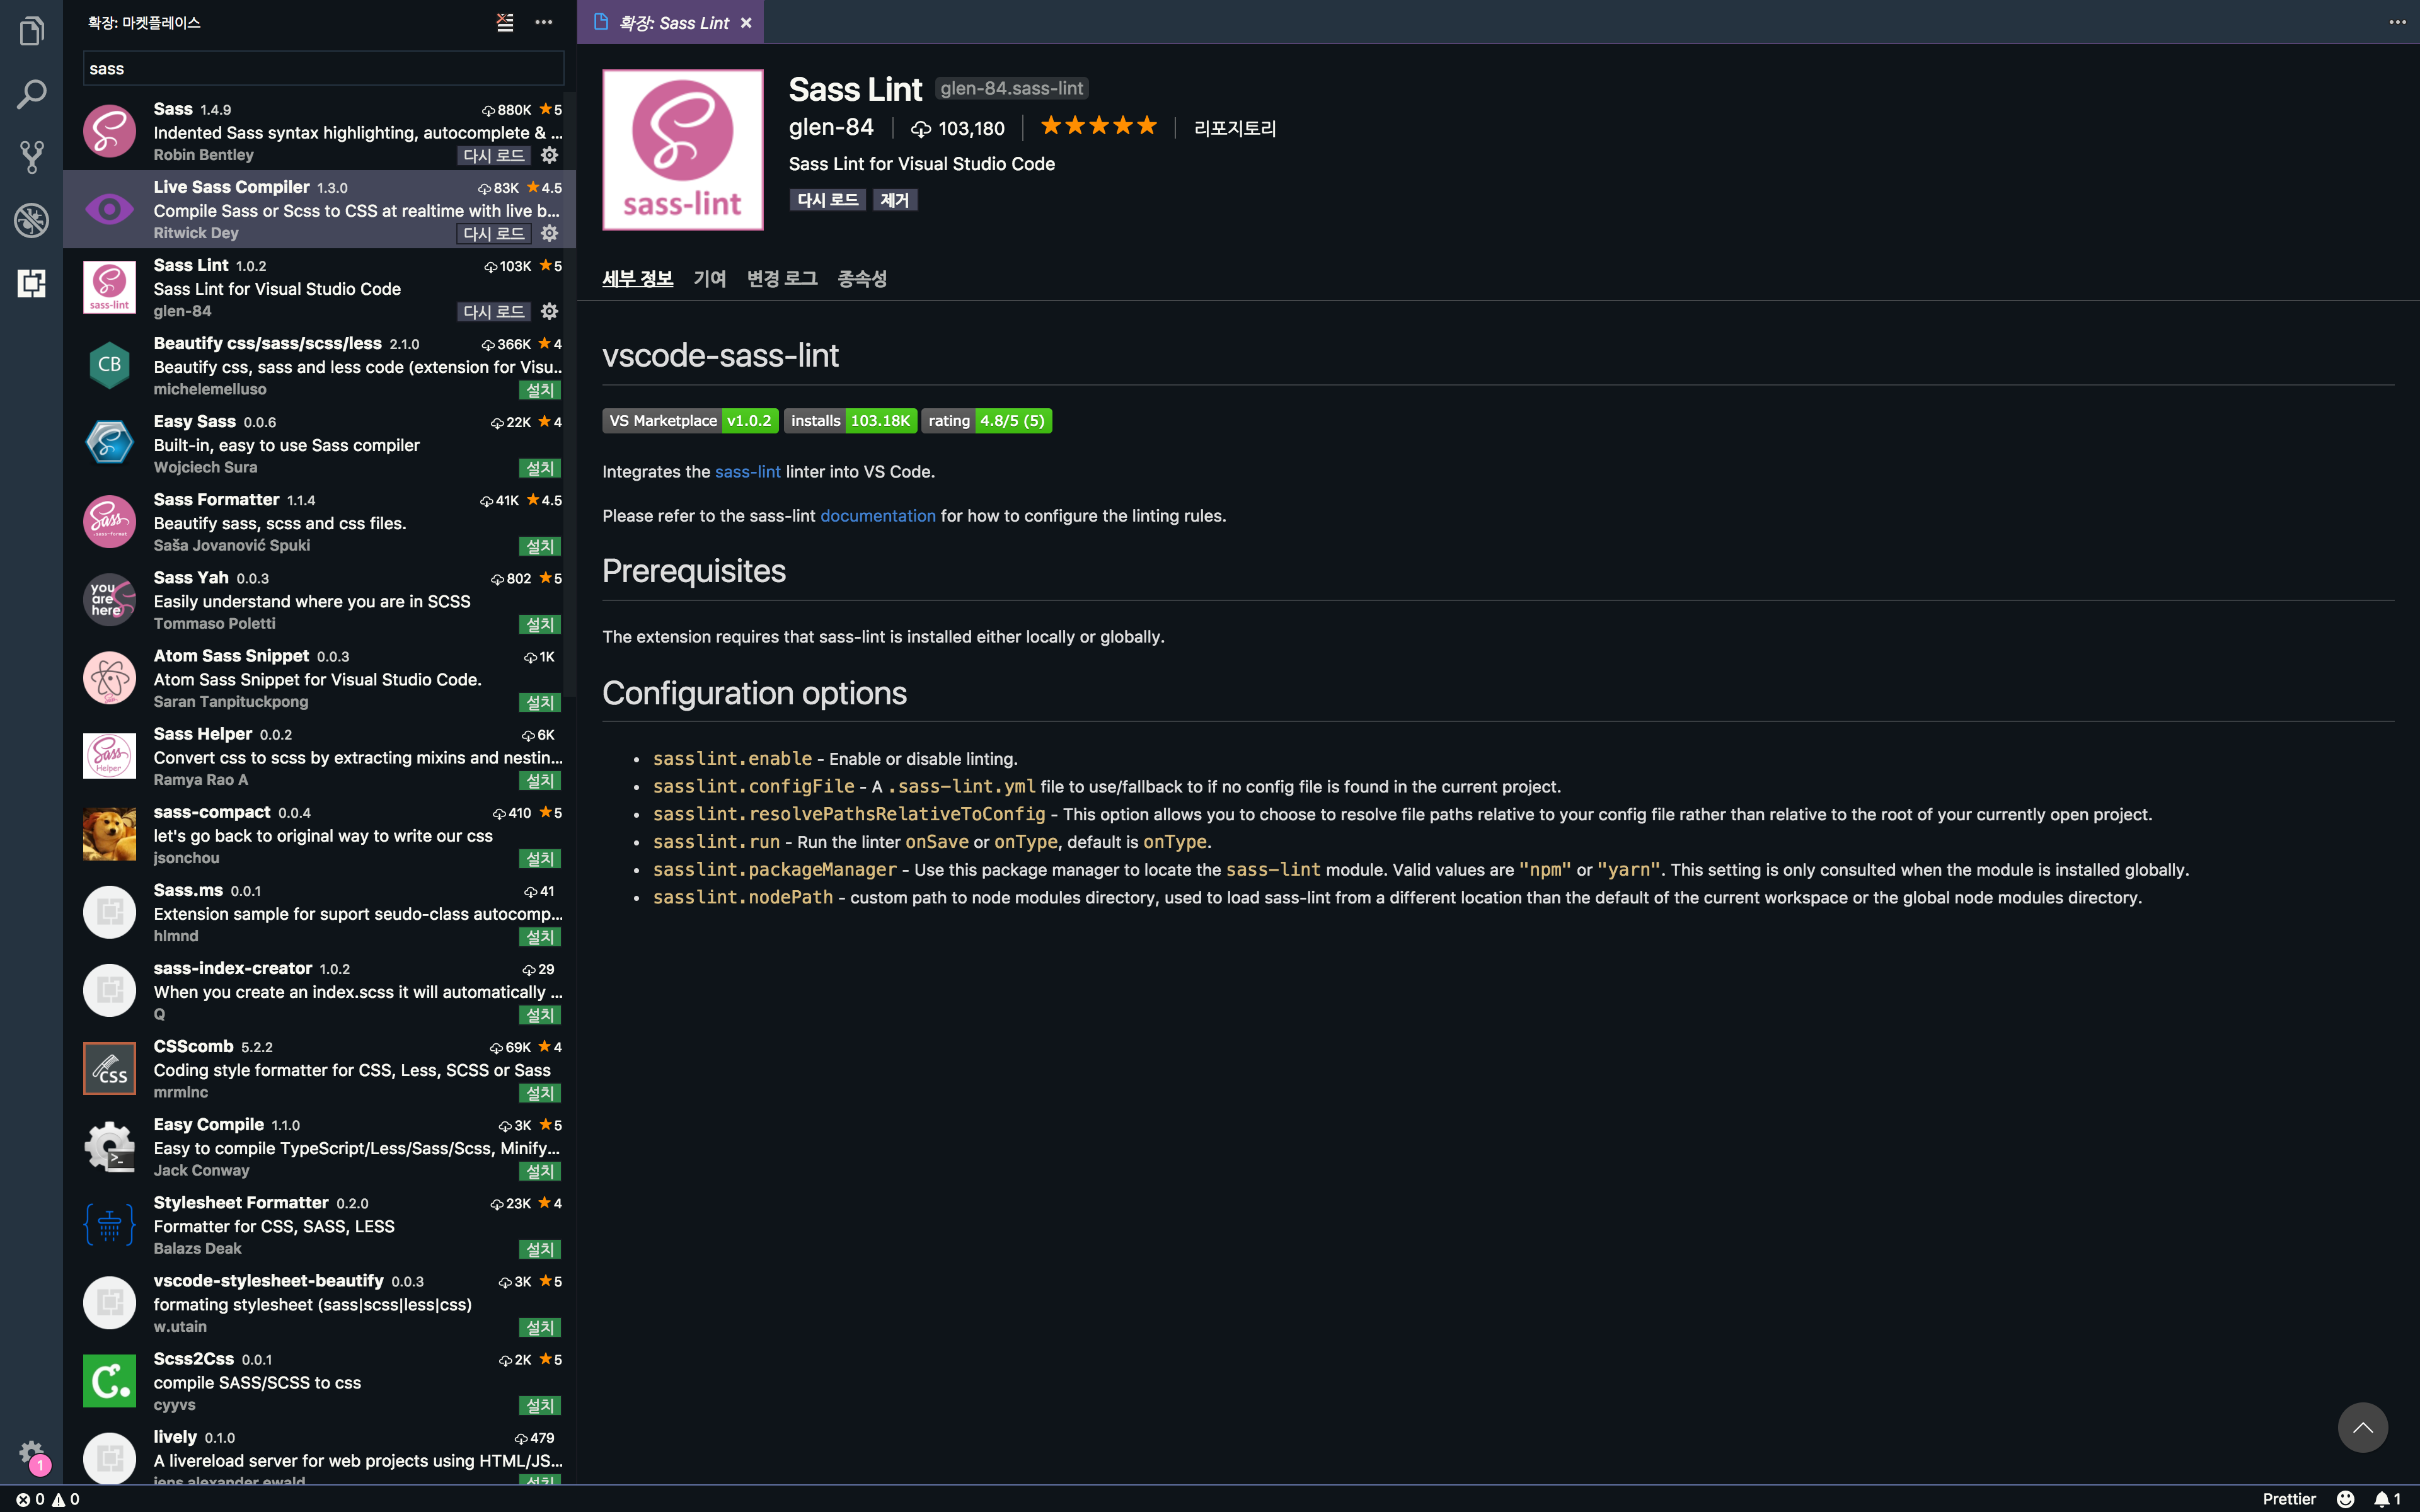 확장: 마켓플레이스
sass
Sass 1.4.9 880K ★5
Indented Sass syntax highlighting, autocomplete & ...
Robin Bentley 다시 로드
Live Sass Compiler 1.3.0 83K ★4.5
Compile Sass or Scss to CSS at realtime with live b...
Ritwick Dey 다시 로드
sass-lint
Sass Lint 1.0.2 103K ★5
Sass Lint for Visual Studio Code
glen-84 다시 로드
CB
Beautify css/sass/scss/less 2.1.0 366K ★4
Beautify css, sass and less code (extension for Visu...
michelemelluso 설치
Easy Sass 0.0.6 22K ★4
Built-in, easy to use Sass compiler
Wojciech Sura 설치
Sass
Sass Formatter 1.1.4 41K ★4.5
Beautify sass, scss and css files.
Saša Jovanović Spuki 설치
you
are
here
Sass Yah 0.0.3 802 ★5
Easily understand where you are in SCSS
Tommaso Poletti 설치
Atom Sass Snippet 0.0.3 1K
Atom Sass Snippet for Visual Studio Code.
Saran Tanpituckpong 설치
Sass
Helper
Sass Helper 0.0.2 6K
Convert css to scss by extracting mixins and nestin...
Ramya Rao A 설치
sass-compact 0.0.4 410 ★5
let's go back to original way to write our css
jsonchou 설치
Sass.ms 0.0.1 41
Extension sample for suport seudo-class autocomp...
hlmnd 설치
sass-index-creator 1.0.2 29
When you create an index.scss it will automatically ...
Q 설치
CSS
CSScomb 5.2.2 69K ★4
Coding style formatter for CSS, Less, SCSS or Sass
mrmlnc 설치
Easy Compile 1.1.0 3K ★5
Easy to compile TypeScript/Less/Sass/Scss, Minify...
Jack Conway 설치
Stylesheet Formatter 0.2.0 23K ★4
Formatter for CSS, SASS, LESS
Balazs Deak 설치
vscode-stylesheet-beautify 0.0.3 3K ★5
formating stylesheet (sass|scss|less|css)
w.utain 설치
C.
Scss2Css 0.0.1 2K ★5
compile SASS/SCSS to css
cyyvs 설치
lively 0.1.0 479
A livereload server for web projects using HTML/JS...
jens alexander ewald 설치
확장: Sass Lint
sass-lint
Sass Lint glen-84.sass-lint
glen-84 | 103,180 | ★★★★★ | 리포지토리
Sass Lint for Visual Studio Code
다시 로드 제거
세부 정보 기여 변경 로그 종속성
vscode-sass-lint
VS Marketplace v1.0.2 installs 103.18K rating 4.8/5 (5)
Integrates the sass-lint linter into VS Code.
Please refer to the sass-lint documentation for how to configure the linting rules.
Prerequisites
The extension requires that sass-lint is installed either locally or globally.
Configuration options
• sasslint.enable - Enable or disable linting.
• sasslint.configFile - A .sass-lint.yml file to use/fallback to if no config file is found in the current project.
• sasslint.resolvePathsRelativeToConfig - This option allows you to choose to resolve file paths relative to your config file rather than relative to the root of your currently open project.
• sasslint.run - Run the linter onSave or onType, default is onType.
• sasslint.packageManager - Use this package manager to locate the sass-lint module. Valid values are "npm" or "yarn". This setting is only consulted when the module is installed globally.
• sasslint.nodePath - custom path to node modules directory, used to load sass-lint from a different location than the default of the current workspace or the global node modules directory.
1
0 0 Prettier 1